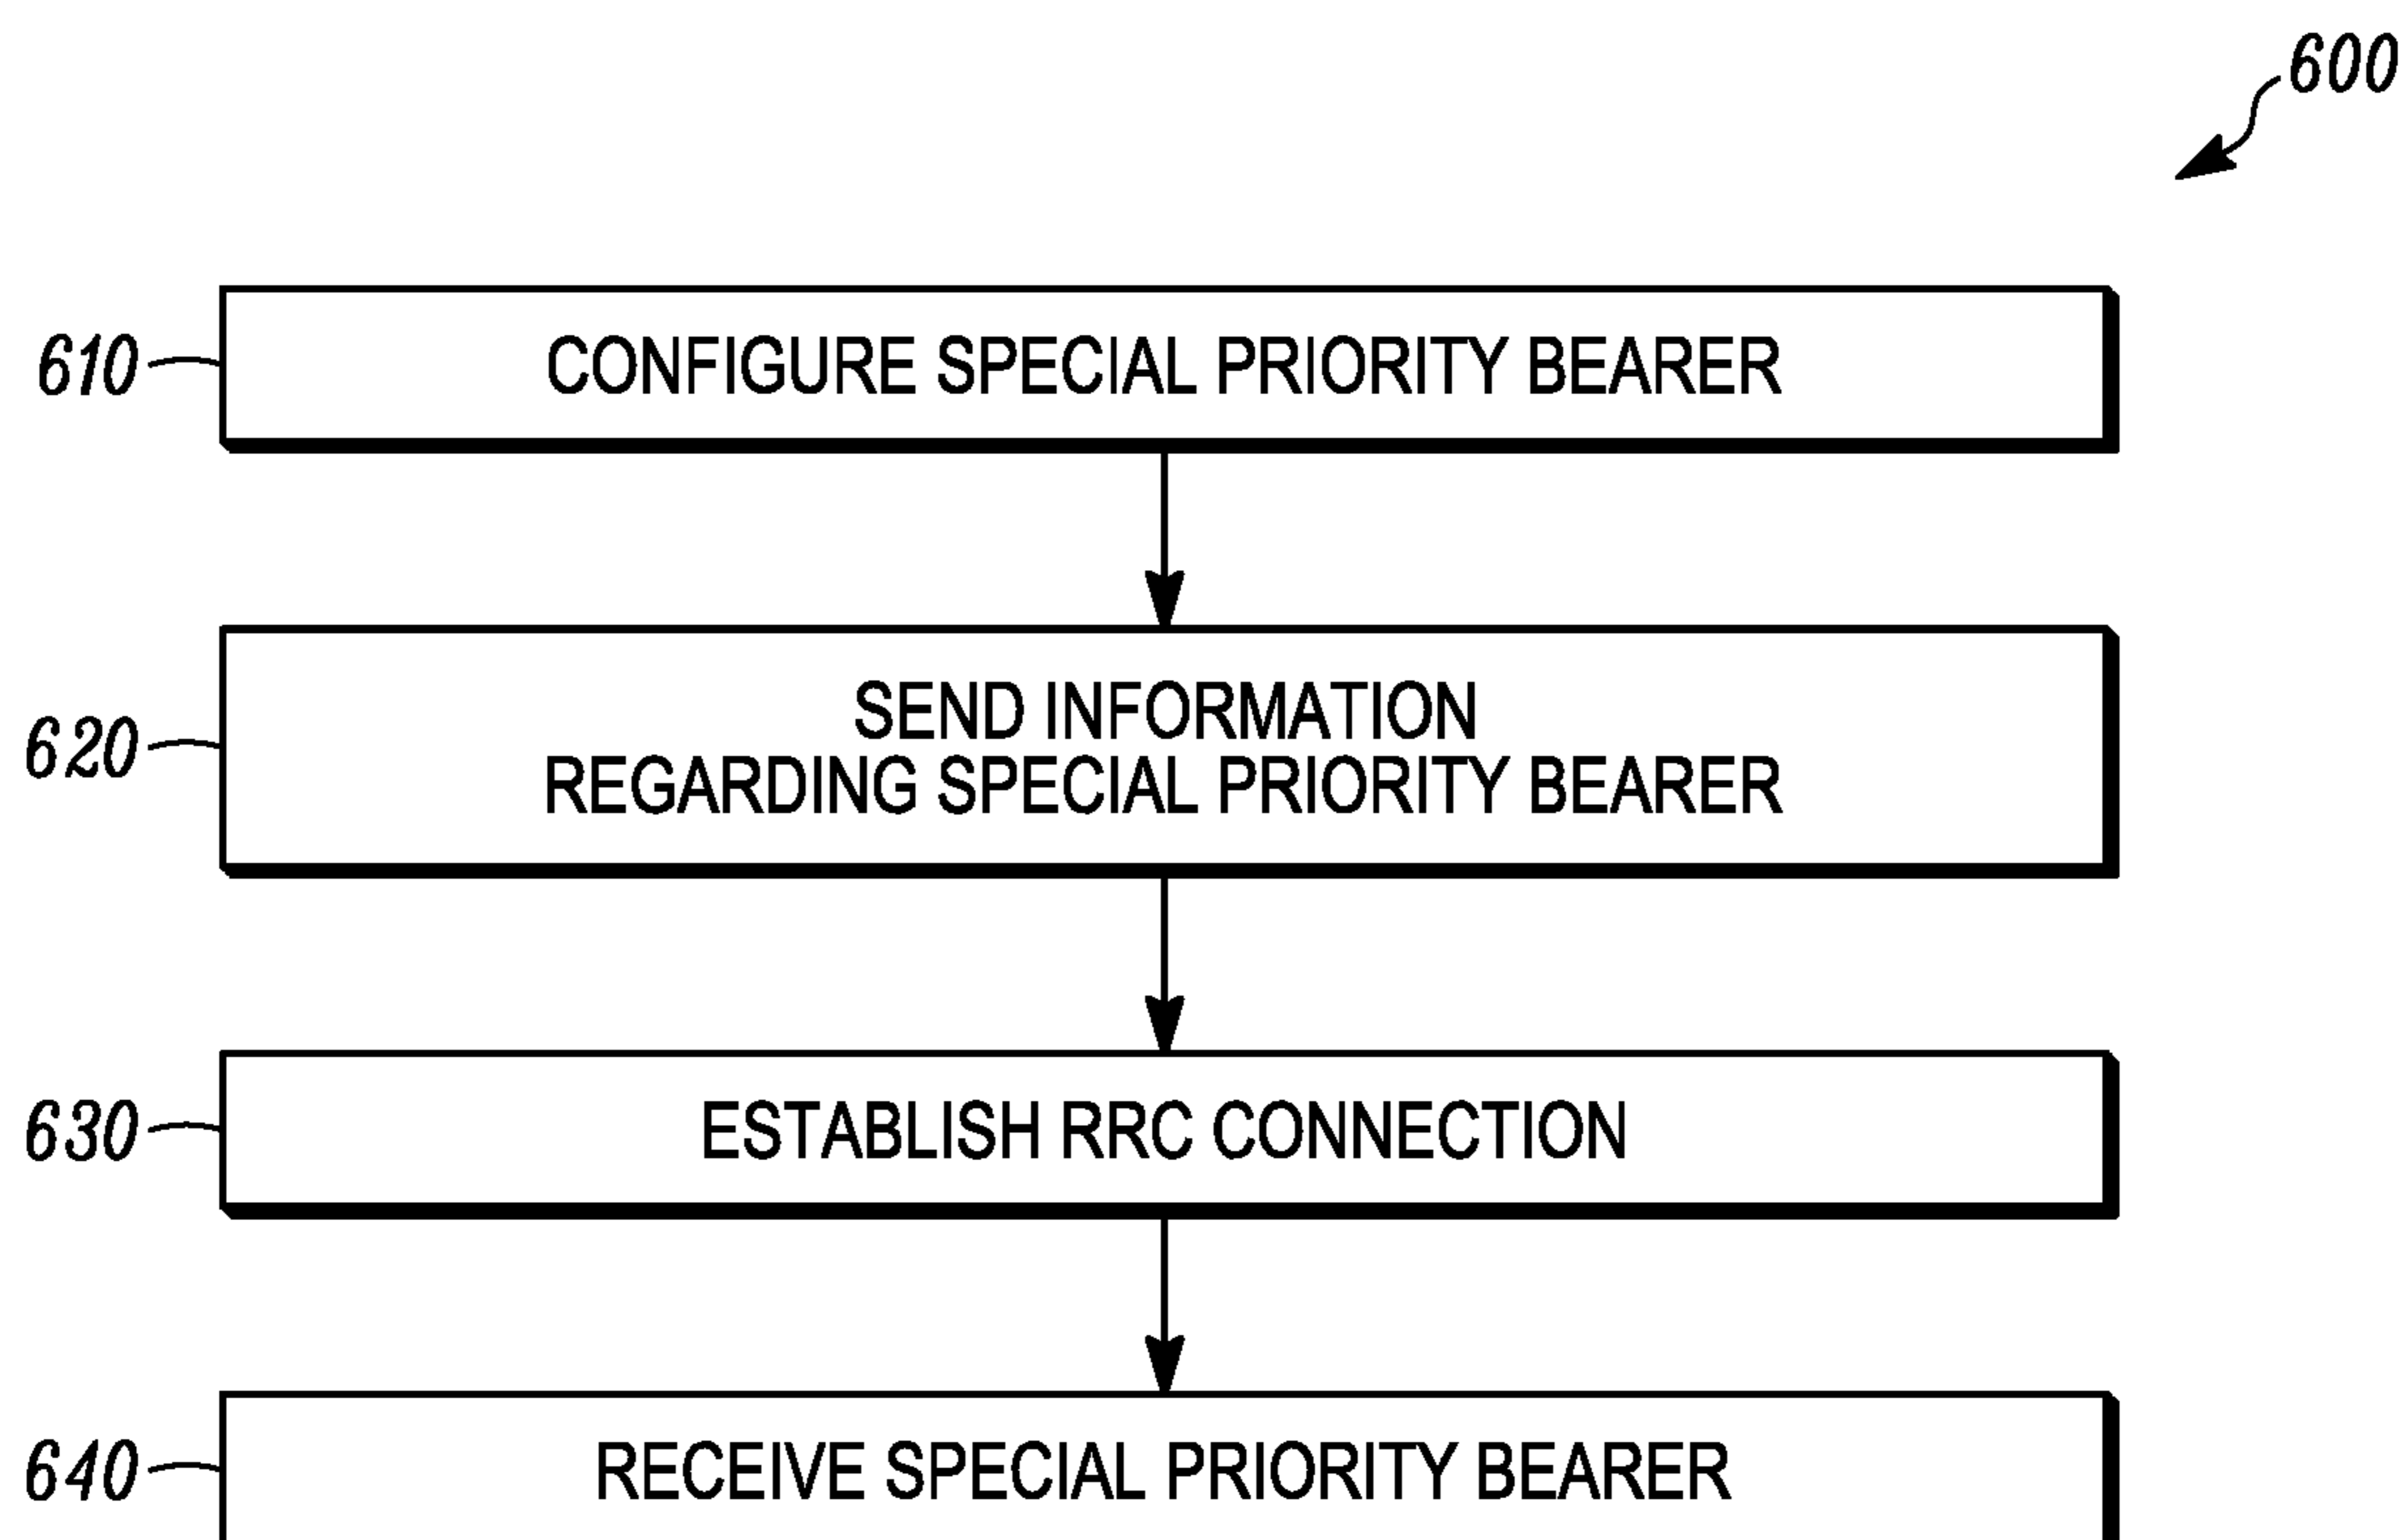 600
610
CONFIGURE SPECIAL PRIORITY BEARER
620
SEND INFORMATION
REGARDING SPECIAL PRIORITY BEARER
630
ESTABLISH RRC CONNECTION
640
RECEIVE SPECIAL PRIORITY BEARER